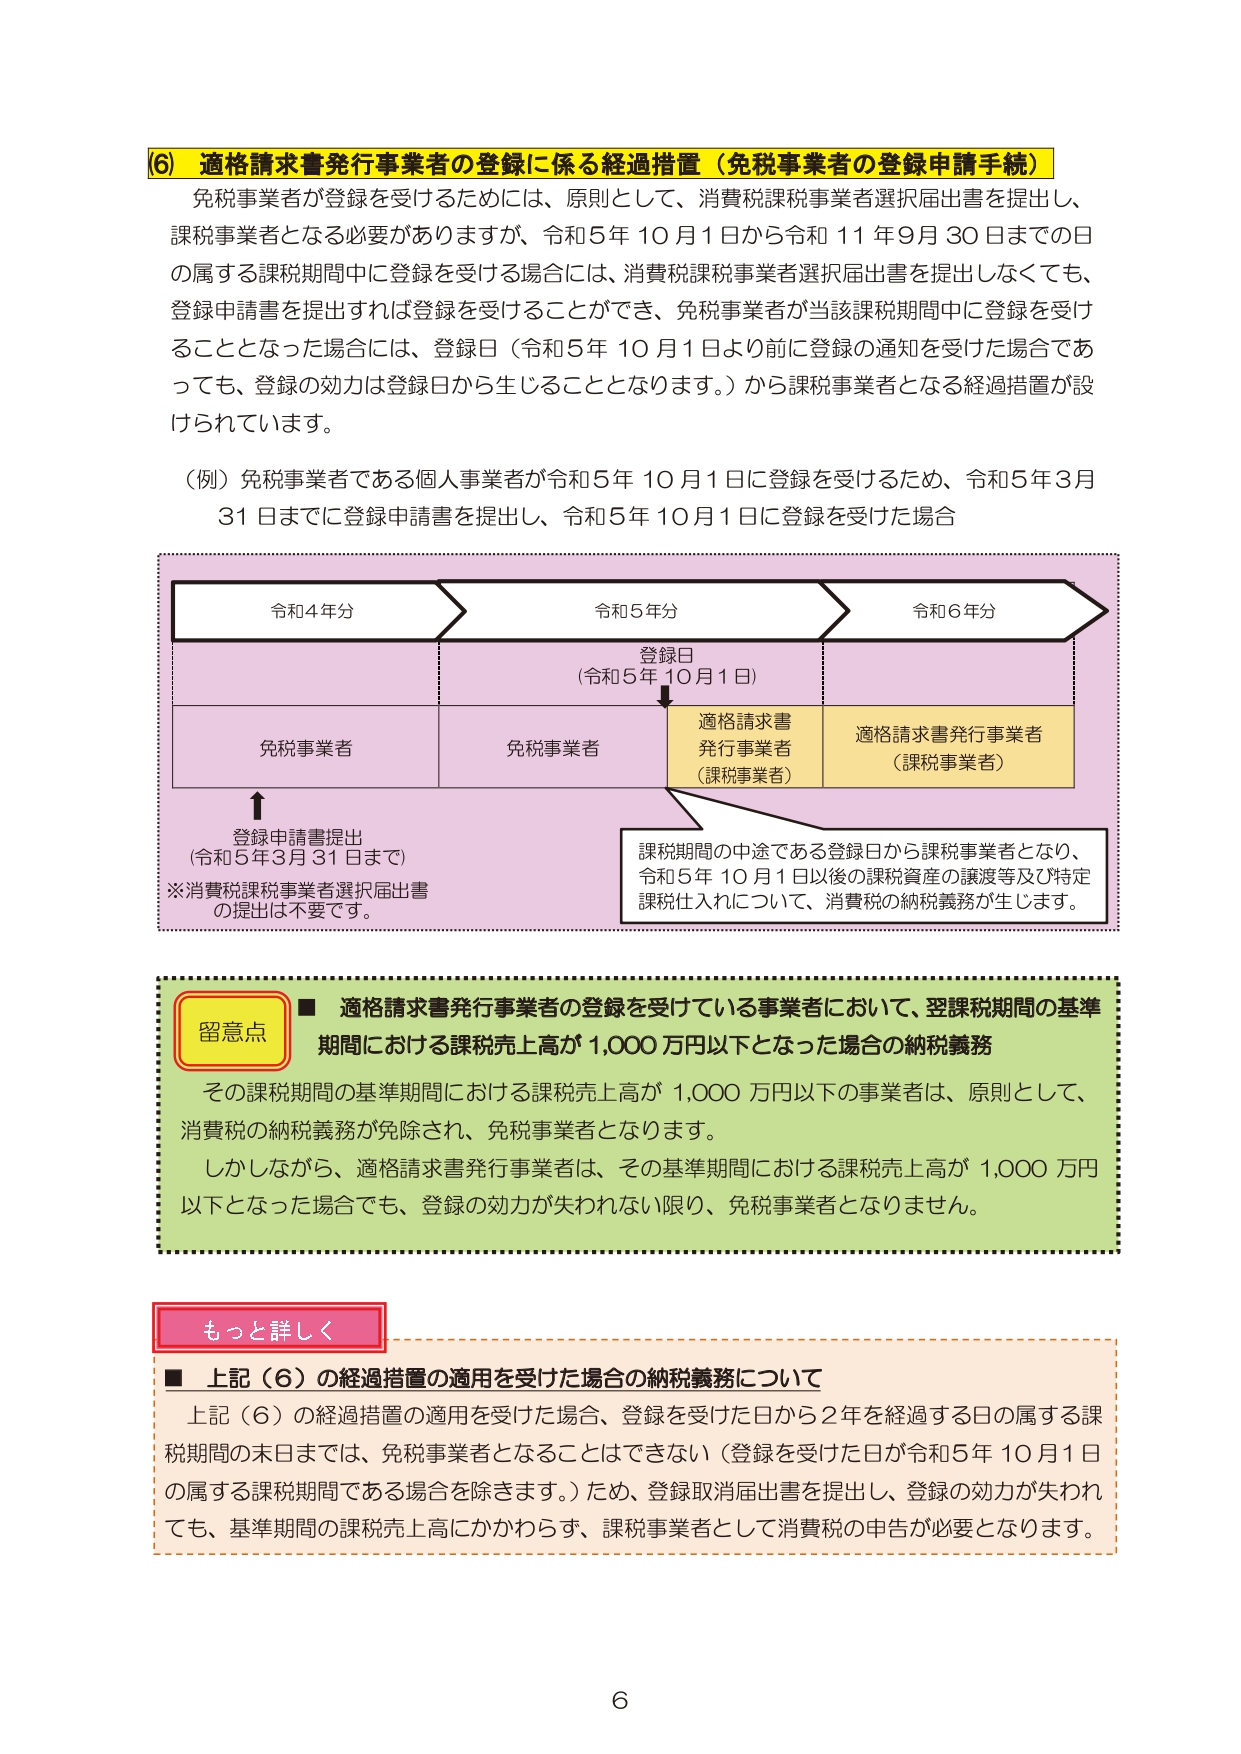 (6)　適格請求書発行事業者の登録に係る経過措置（免税事業者の登録申請手続）
免税事業者が登録を受けるためには、原則として、消費税課税事業者選択届出書を提出し、
課税事業者となる必要がありますが、令和５年 10 月１日から令和 11 年９月 30 日までの日
の属する課税期間中に登録を受ける場合には、消費税課税事業者選択届出書を提出しなくても、
登録申請書を提出すれば登録を受けることができ、免税事業者が当該課税期間中に登録を受け
ることとなった場合には、登録日（令和５年 10 月１日より前に登録の通知を受けた場合であ
っても、登録の効力は登録日から生じることとなります。）から課税事業者となる経過措置が設
けられています。
（例）免税事業者である個人事業者が令和５年 10 月１日に登録を受けるため、令和５年３月
31 日までに登録申請書を提出し、令和５年 10 月１日に登録を受けた場合
令和４年分
令和５年分
令和６年分
登録日
（令和５年 10 月１日）
免税事業者
免税事業者
適格請求書
発行事業者
（課税事業者）
適格請求書発行事業者
（課税事業者）
登録申請書提出
（令和５年３月 31 日まで）
※消費税課税事業者選択届出書
の提出は不要です。
課税期間の中途である登録日から課税事業者となり、
令和５年 10 月１日以後の課税資産の譲渡等及び特定
課税仕入れについて、消費税の納税義務が生じます。
留意点
■　適格請求書発行事業者の登録を受けている事業者において、翌課税期間の基準
期間における課税売上高が 1,000 万円以下となった場合の納税義務
その課税期間の基準期間における課税売上高が 1,000 万円以下の事業者は、原則として、
消費税の納税義務が免除され、免税事業者となります。
しかしながら、適格請求書発行事業者は、その基準期間における課税売上高が 1,000 万円
以下となった場合でも、登録の効力が失われない限り、免税事業者となりません。
もっと詳しく
■　上記（６）の経過措置の適用を受けた場合の納税義務について
上記（６）の経過措置の適用を受けた場合、登録を受けた日から２年を経過する日の属する課
税期間の末日までは、免税事業者となることはできない（登録を受けた日が令和５年 10 月１日
の属する課税期間である場合を除きます。）ため、登録取消届出書を提出し、登録の効力が失われ
ても、基準期間の課税売上高にかかわらず、課税事業者として消費税の申告が必要となります。
6